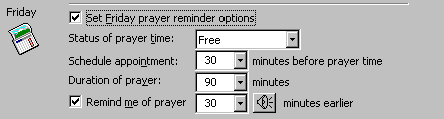 Friday
Set Friday prayer reminder options
Status of prayer time: Free
Schedule appointment: 30 minutes before prayer time
Duration of prayer: 90 minutes
Remind me of prayer 30 minutes earlier